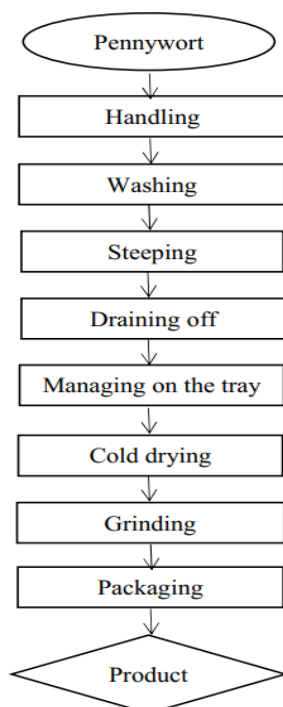 Pennywort
Handling
Washing
Steeping
Draining off
Managing on the tray
Cold drying
Grinding
Packaging
Product